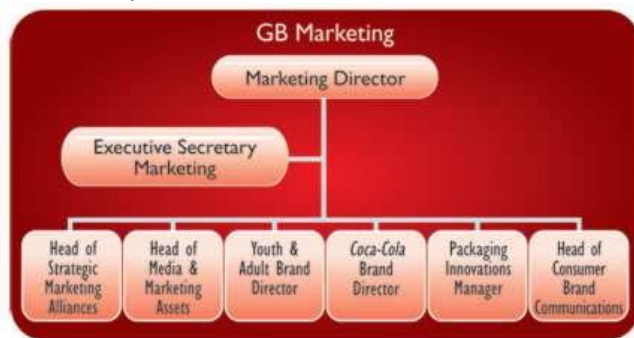 GB Marketing
Marketing Director
Executive Secretary
Marketing
Head of
Strategic
Marketing
Alliances
Head of
Media &
Marketing
Assets
Youth &
Adult Brand
Director
Coca-Cola
Brand
Director
Packaging
Innovations
Manager
Head of
Consumer
Brand
Communications